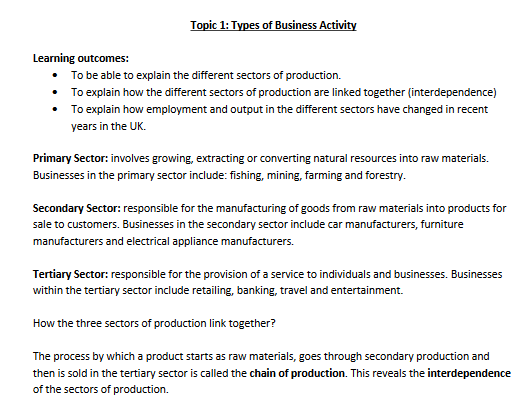 Topic 1: Types of Business Activity
Learning outcomes:
• To be able to explain the different sectors of production.
• To explain how the different sectors of production are linked together (interdependence)
• To explain how employment and output in the different sectors have changed in recent
years in the UK.
Primary Sector: involves growing, extracting or converting natural resources into raw materials.
Businesses in the primary sector include: fishing, mining, farming and forestry.
Secondary Sector: responsible for the manufacturing of goods from raw materials into products for
sale to customers. Businesses in the secondary sector include car manufacturers, furniture
manufacturers and electrical appliance manufacturers.
Tertiary Sector: responsible for the provision of a service to individuals and businesses. Businesses
within the tertiary sector include retailing, banking, travel and entertainment.
How the three sectors of production link together?
The process by which a product starts as raw materials, goes through secondary production and
then is sold in the tertiary sector is called the chain of production. This reveals the interdependence
of the sectors of production.